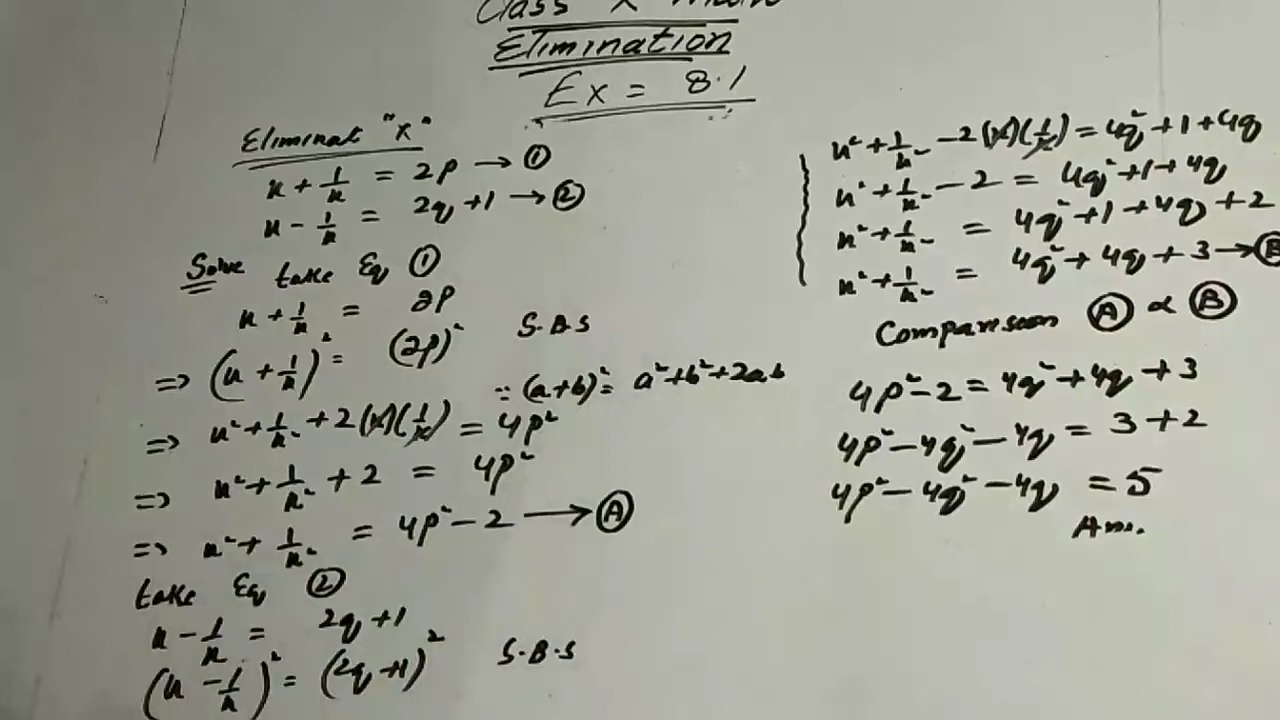 Class X Math
Elimination
Ex = 8.1
Eliminat "x"
x + 1/x = 2p → ①
x - 1/x = 2q + 1 → ②
Solve take Eq ①
x + 1/x = 2p
⇒ (x + 1/x)² = (2p)² S.B.S
∵ (a+b)² = a²+b²+2ab
⇒ x² + 1/x² + 2(x)(1/x) = 4p²
⇒ x² + 1/x² + 2 = 4p²
⇒ x² + 1/x² = 4p² - 2 → Ⓐ
take Eq ②
x - 1/x = 2q + 1
(x - 1/x)² = (2q + 1)² S.B.S
x² + 1/x² - 2(x)(1/x) = 4q² + 1 + 4q
x² + 1/x² - 2 = 4q² + 1 + 4q
x² + 1/x² = 4q² + 1 + 4q + 2
x² + 1/x² = 4q² + 4q + 3 → Ⓑ
Comparisoon Ⓐ & Ⓑ
4p² - 2 = 4q² + 4q + 3
4p² - 4q² - 4q = 3 + 2
4p² - 4q² - 4q = 5
Ans.